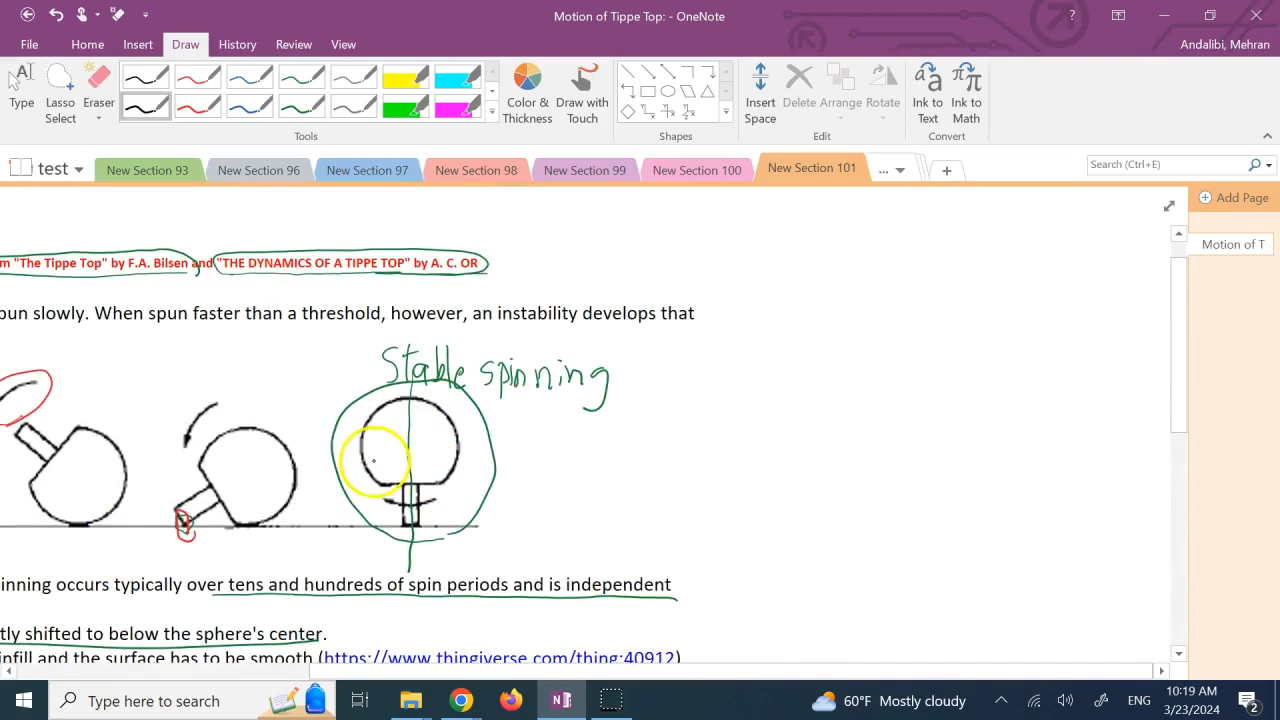 Motion of Tippe Top: - OneNote
?
File Home Insert Draw History Review View
Andalibi, Mehran
Type
Lasso Select
Eraser
Color & Thickness
Draw with Touch
Insert Space
Delete
Arrange
Rotate
Ink to Text
Ink to Math
Tools
Shapes
Edit
Convert
test
New Section 93
New Section 96
New Section 97
New Section 98
New Section 99
New Section 100
New Section 101
...
Search (Ctrl+E)
Add Page
Motion of T
m "The Tippe Top" by F.A. Bilsen and "THE DYNAMICS OF A TIPPE TOP" by A. C. OR
pun slowly. When spun faster than a threshold, however, an instability develops that
Stable spinning
inning occurs typically over tens and hundreds of spin periods and is independent
tly shifted to below the sphere's center.
infill and the surface has to be smooth (https://www.thingiverse.com/thing:40912)
Type here to search
60°F Mostly cloudy
ENG
10:19 AM
3/23/2024
2